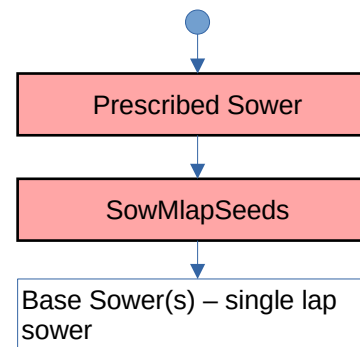 Prescribed Sower
SowMlapSeeds
Base Sower(s) – single lap
sower